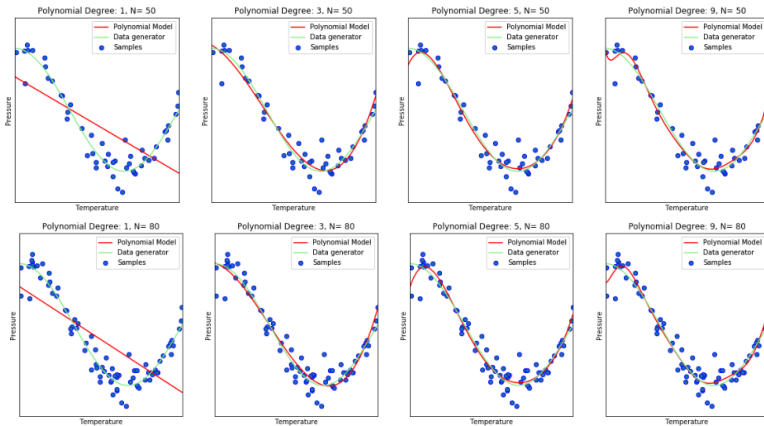 Polynomial Degree: 1, N= 50
Polynomial Model
Data generator
Samples
Pressure
Temperature
Polynomial Degree: 3, N= 50
Polynomial Model
Data generator
Samples
Pressure
Temperature
Polynomial Degree: 5, N= 50
Polynomial Model
Data generator
Samples
Pressure
Temperature
Polynomial Degree: 9, N= 50
Polynomial Model
Data generator
Samples
Pressure
Temperature
Polynomial Degree: 1, N= 80
Polynomial Model
Data generator
Samples
Pressure
Temperature
Polynomial Degree: 3, N= 80
Polynomial Model
Data generator
Samples
Pressure
Temperature
Polynomial Degree: 5, N= 80
Polynomial Model
Data generator
Samples
Pressure
Temperature
Polynomial Degree: 9, N= 80
Polynomial Model
Data generator
Samples
Pressure
Temperature